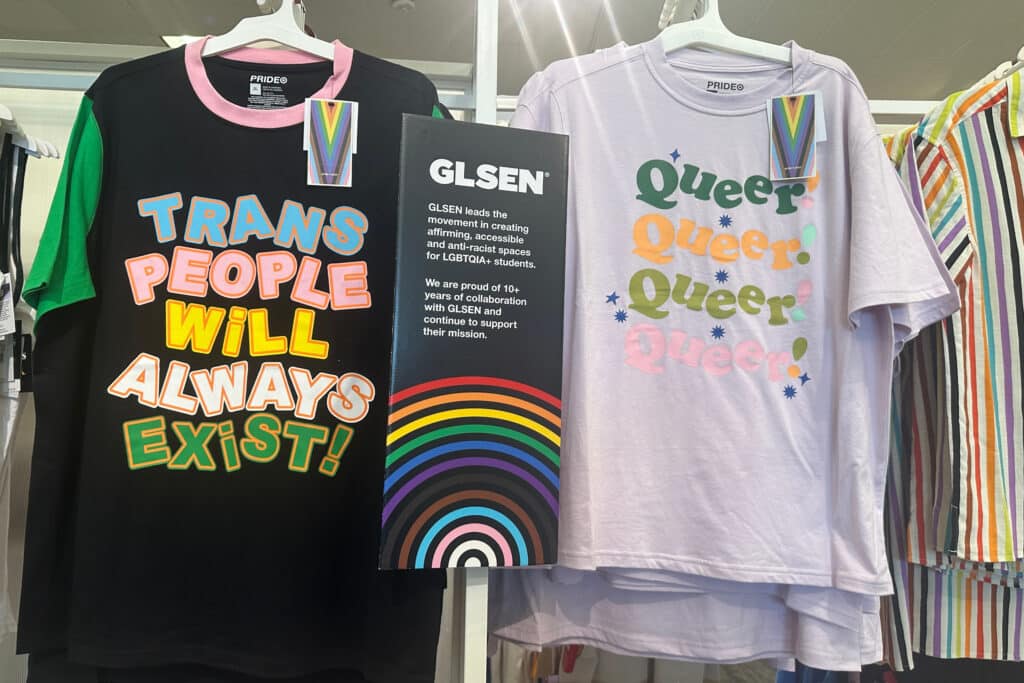 PRIDE
XL
TRANS
PEOPLE
WiLL
ALWAYS
EXiST!
GLSEN®
GLSEN leads the
movement in creating
affirming, accessible
and anti-racist spaces
for LGBTQIA+ students.
We are proud of 10+
years of collaboration
with GLSEN and
continue to support
their mission.
PRIDE
Queer!
Queer!
Queer!
Queer!